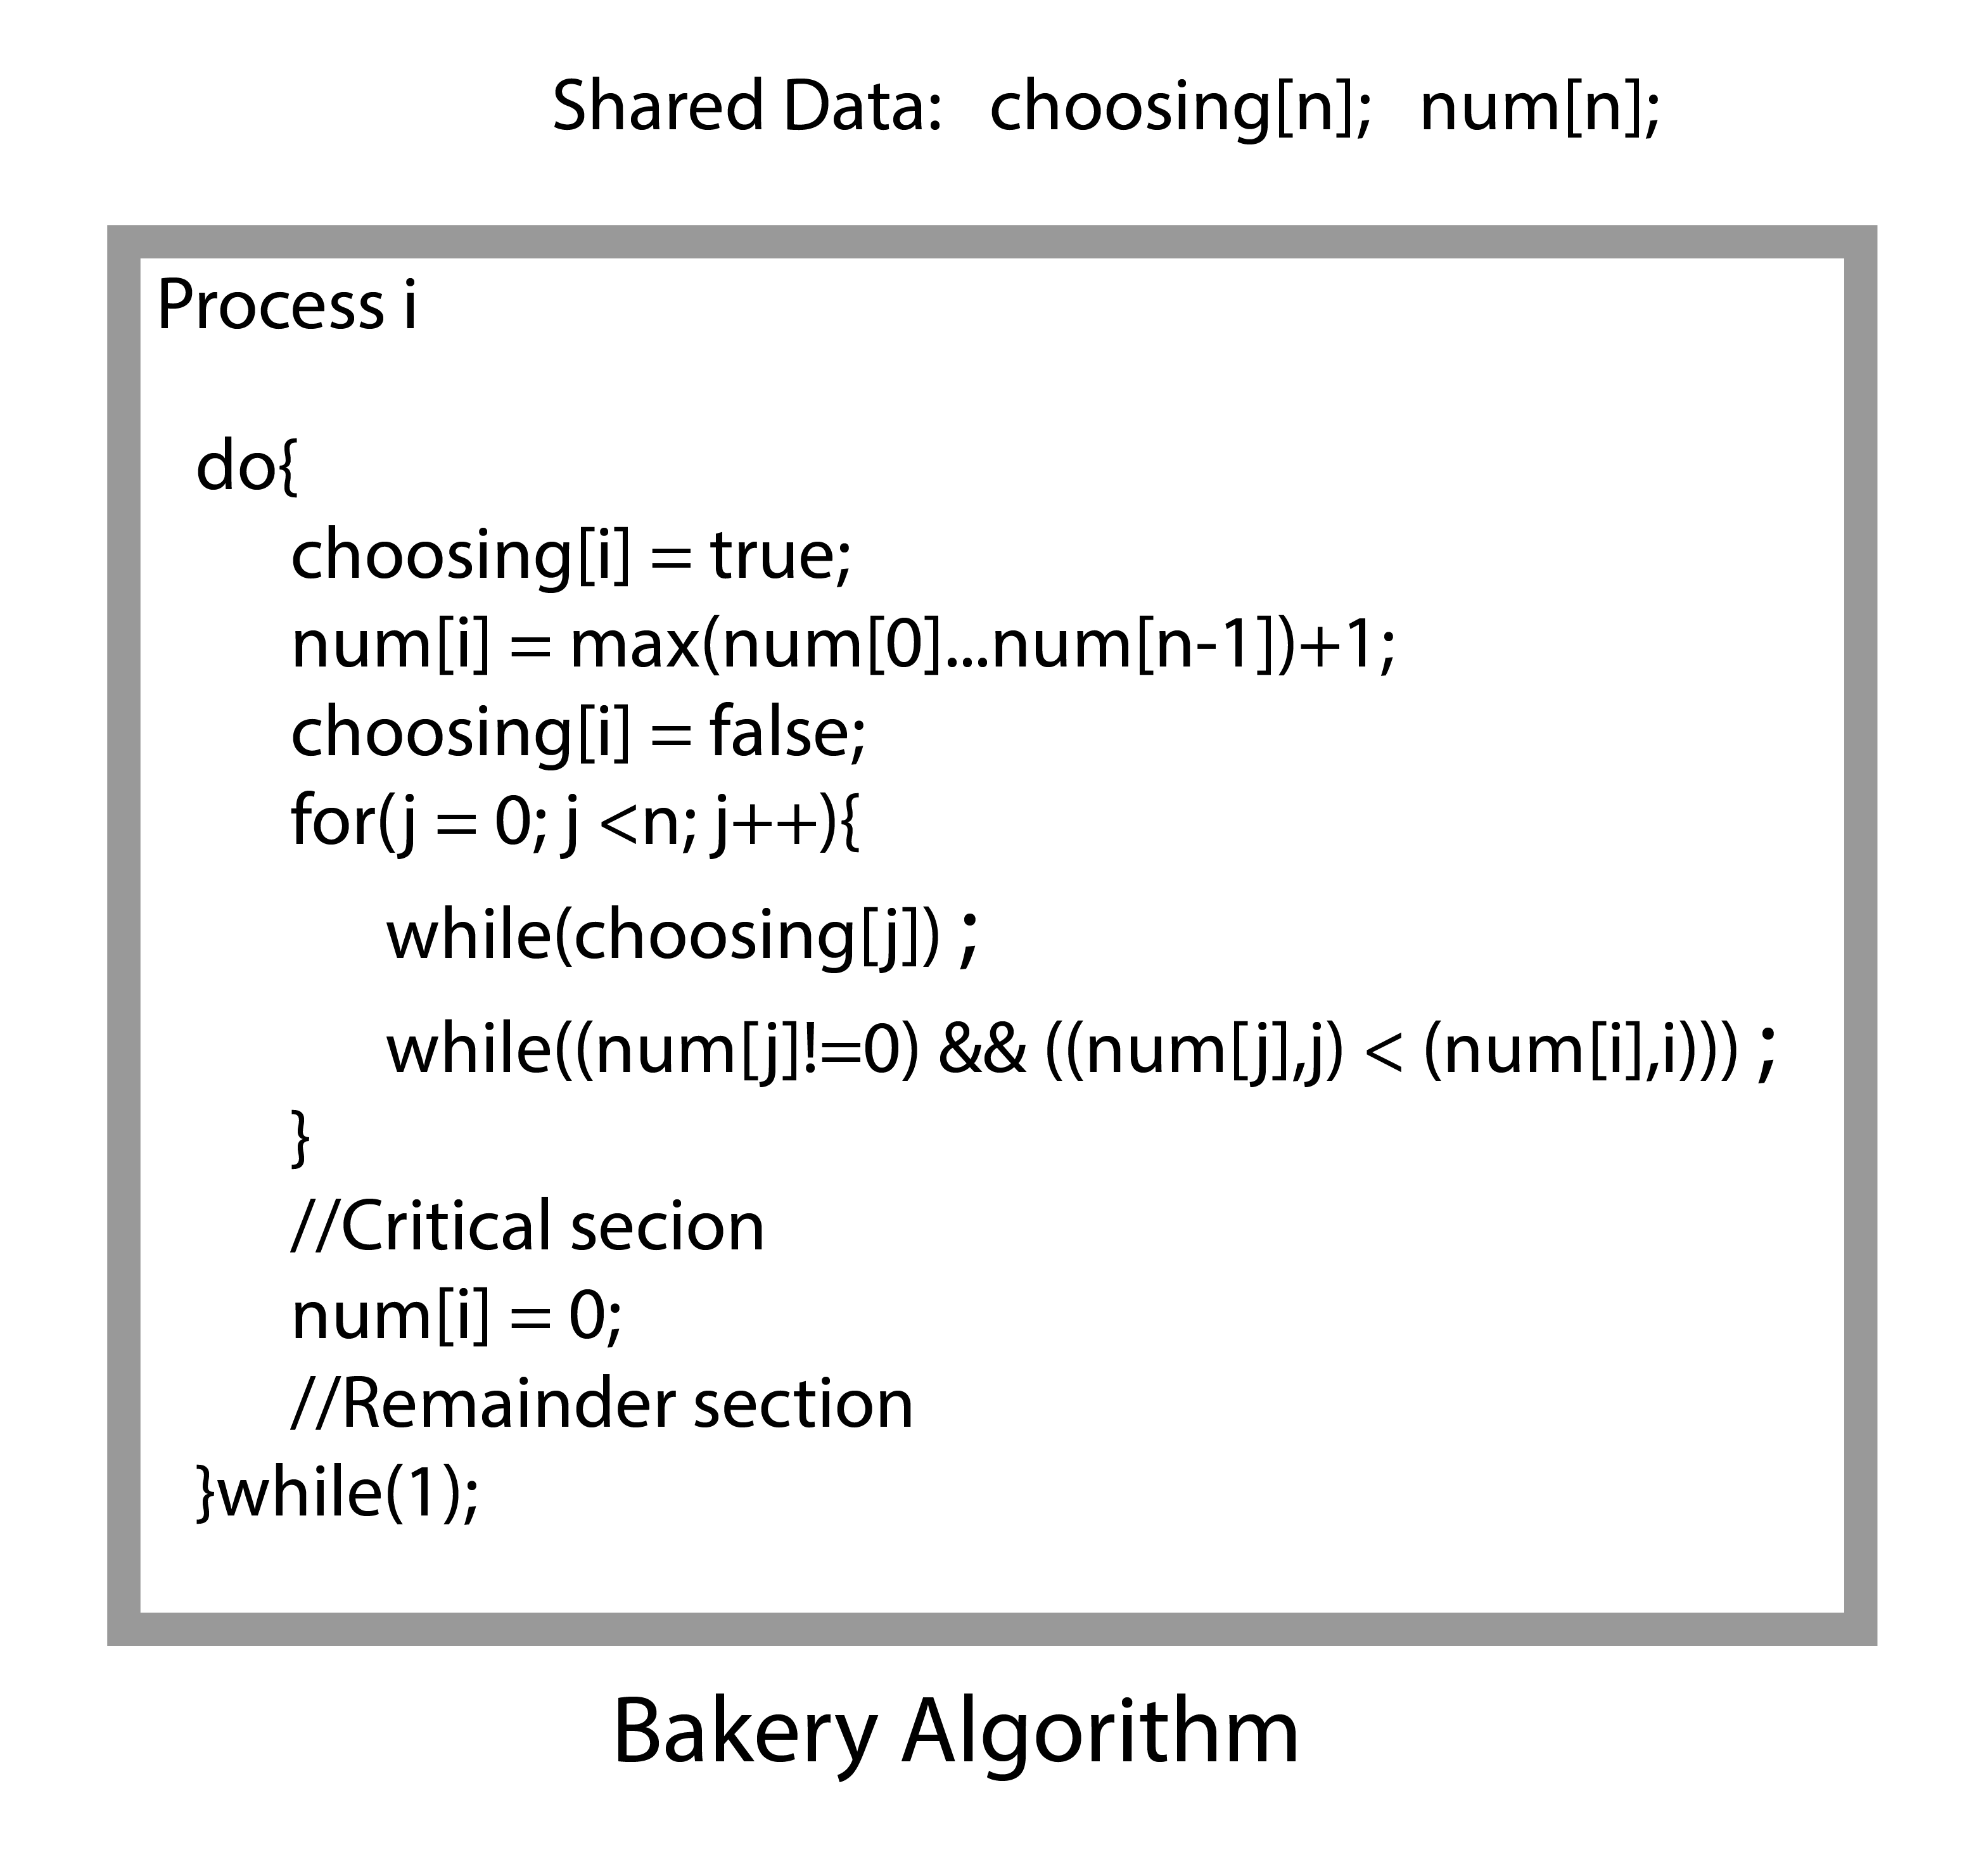 Shared Data: choosing[n]; num[n];
Process i
do{
choosing[i] = true;
num[i] = max(num[0]...num[n-1])+1;
choosing[i] = false;
for(j = 0; j <n; j++){
while(choosing[j]) ;
while((num[j]!=0) && ((num[j],j) < (num[i],i))) ;
}
//Critical secion
num[i] = 0;
//Remainder section
}while(1);
Bakery Algorithm